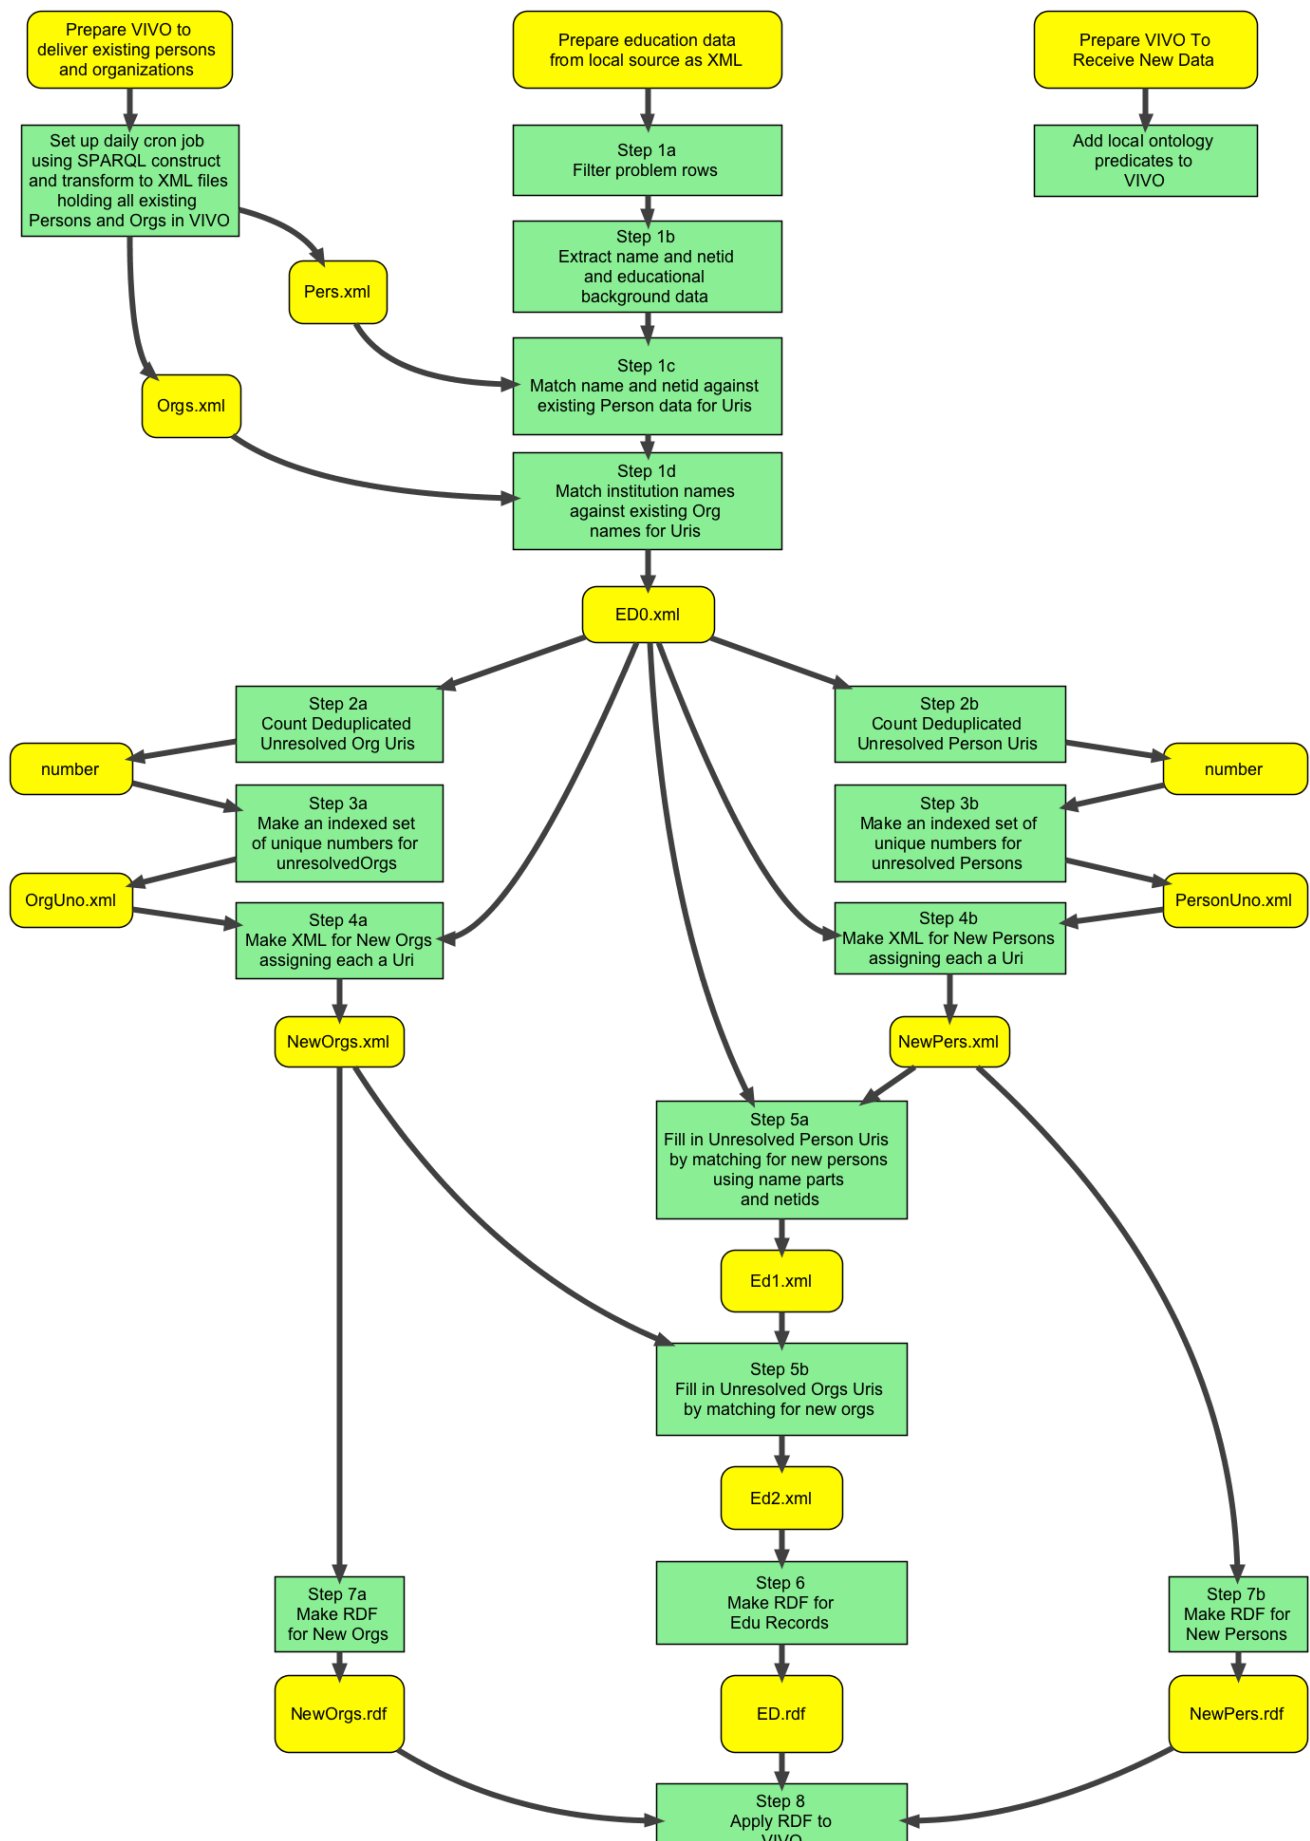 Prepare VIVO to
deliver existing persons
and organizations
Prepare education data
from local source as XML
Prepare VIVO To
Receive New Data
Set up daily cron job
using SPARQL construct
and transform to XML files
holding all existing
Persons and Orgs in VIVO
Step 1a
Filter problem rows
Add local ontology
predicates to
VIVO
Step 1b
Extract name and netid
and educational
background data
Pers.xml
Step 1c
Match name and netid against
existing Person data for Uris
Orgs.xml
Step 1d
Match institution names
against existing Org
names for Uris
ED0.xml
Step 2a
Count Deduplicated
Unresolved Org Uris
Step 2b
Count Deduplicated
Unresolved Person Uris
number
number
Step 3a
Make an indexed set
of unique numbers for
unresolvedOrgs
Step 3b
Make an indexed set of
unique numbers for
unresolved Persons
OrgUno.xml
PersonUno.xml
Step 4a
Make XML for New Orgs
assigning each a Uri
Step 4b
Make XML for New Persons
assigning each a Uri
NewOrgs.xml
NewPers.xml
Step 5a
Fill in Unresolved Person Uris
by matching for new persons
using name parts
and netids
Ed1.xml
Step 5b
Fill in Unresolved Orgs Uris
by matching for new orgs
Ed2.xml
Step 7a
Make RDF
for New Orgs
Step 6
Make RDF for
Edu Records
Step 7b
Make RDF for
New Persons
NewOrgs.rdf
ED.rdf
NewPers.rdf
Step 8
Apply RDF to
VIVO